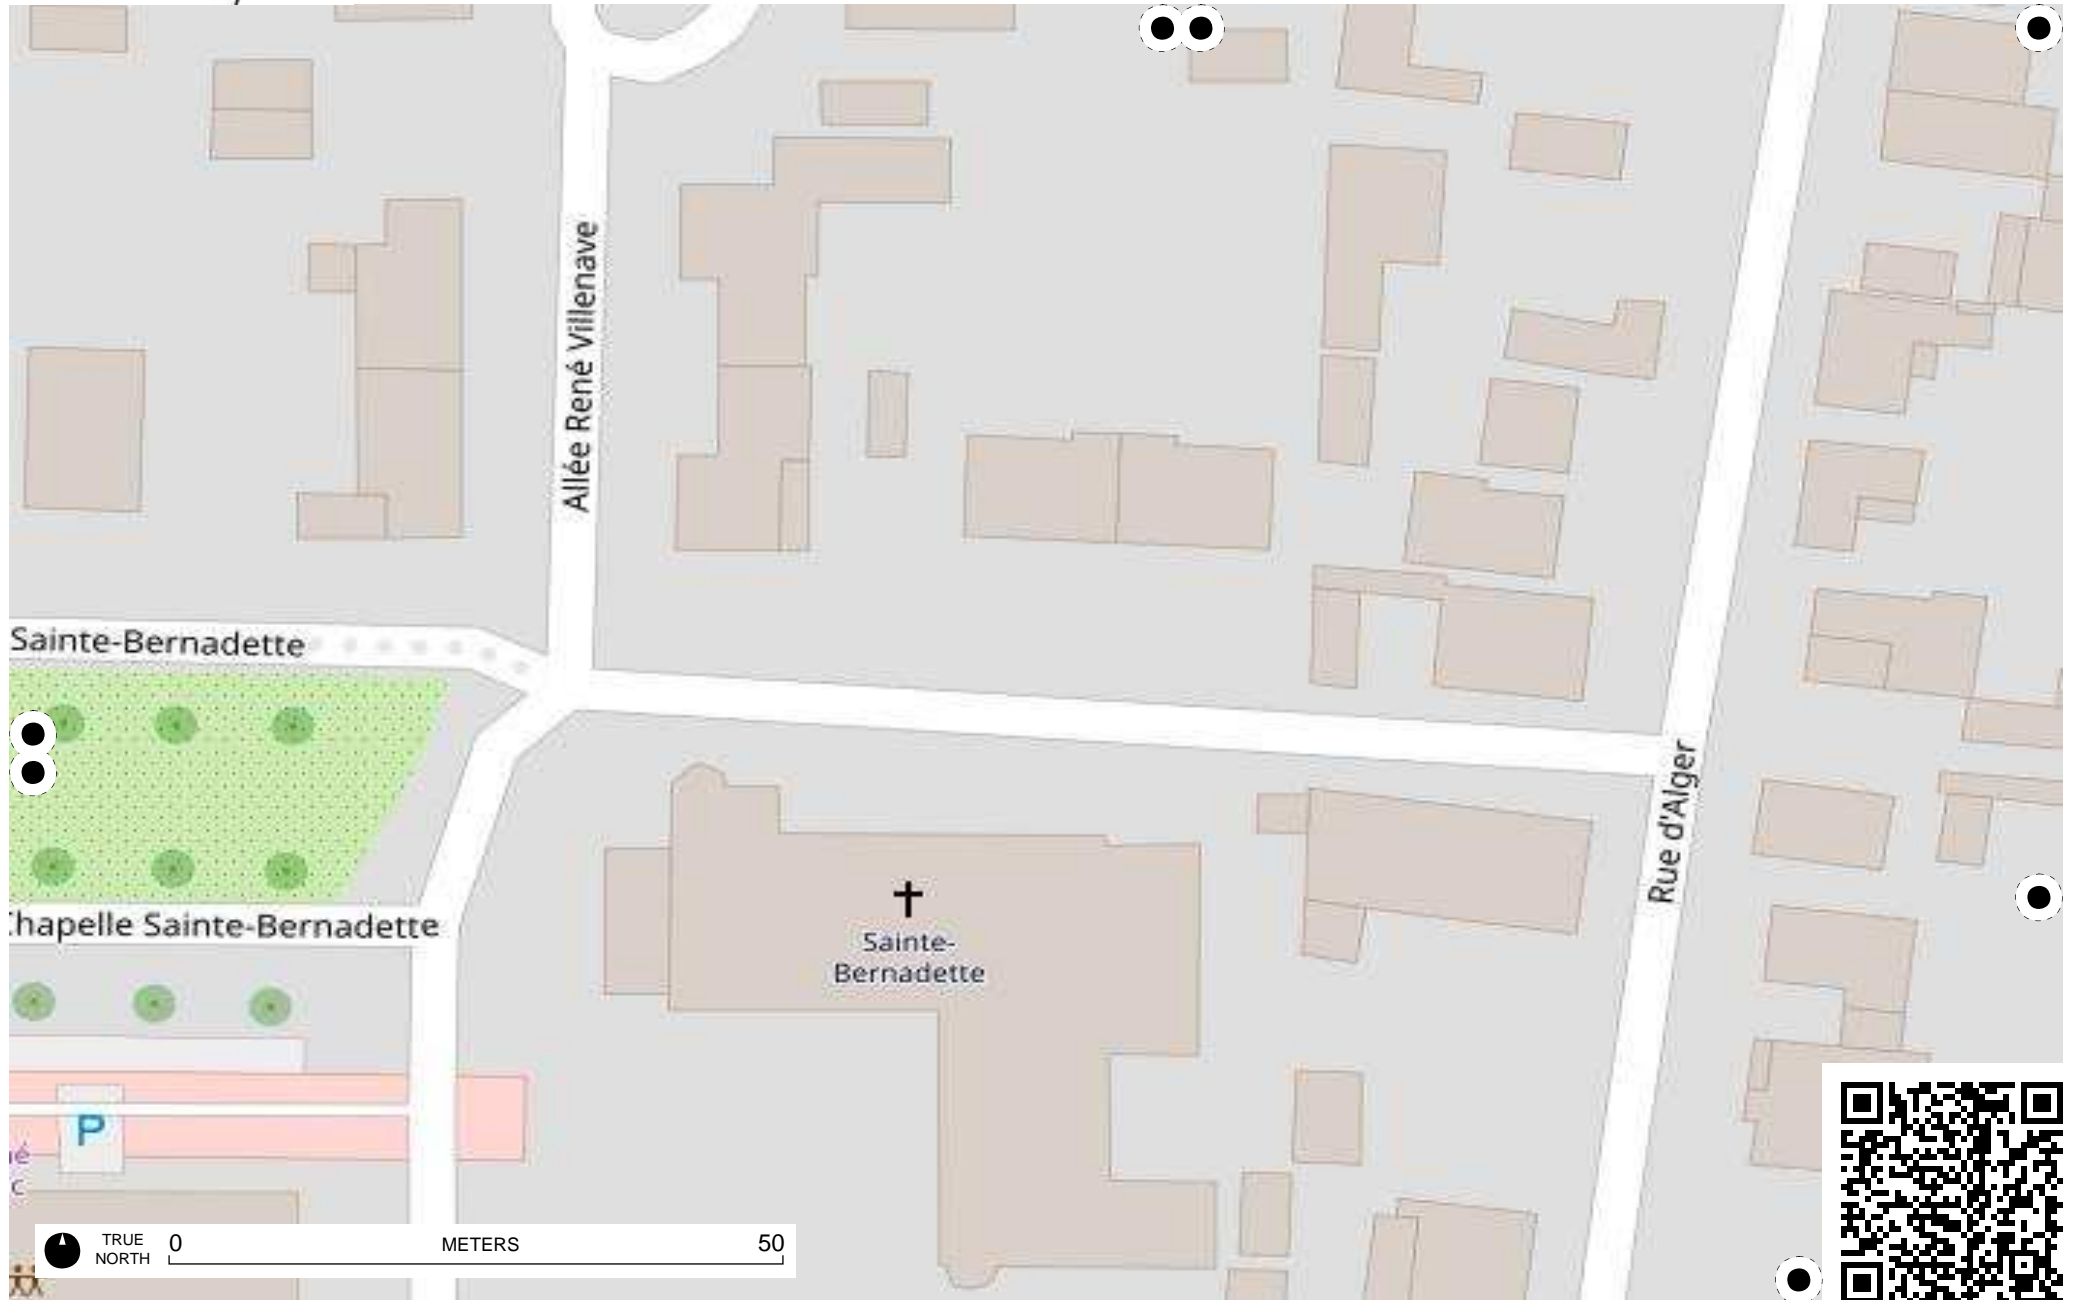 Allée René Villenave
Sainte-Bernadette
Rue d'Alger
Chapelle Sainte-Bernadette
Sainte-
Bernadette
P
é
c
TRUE
NORTH
0
METERS
50